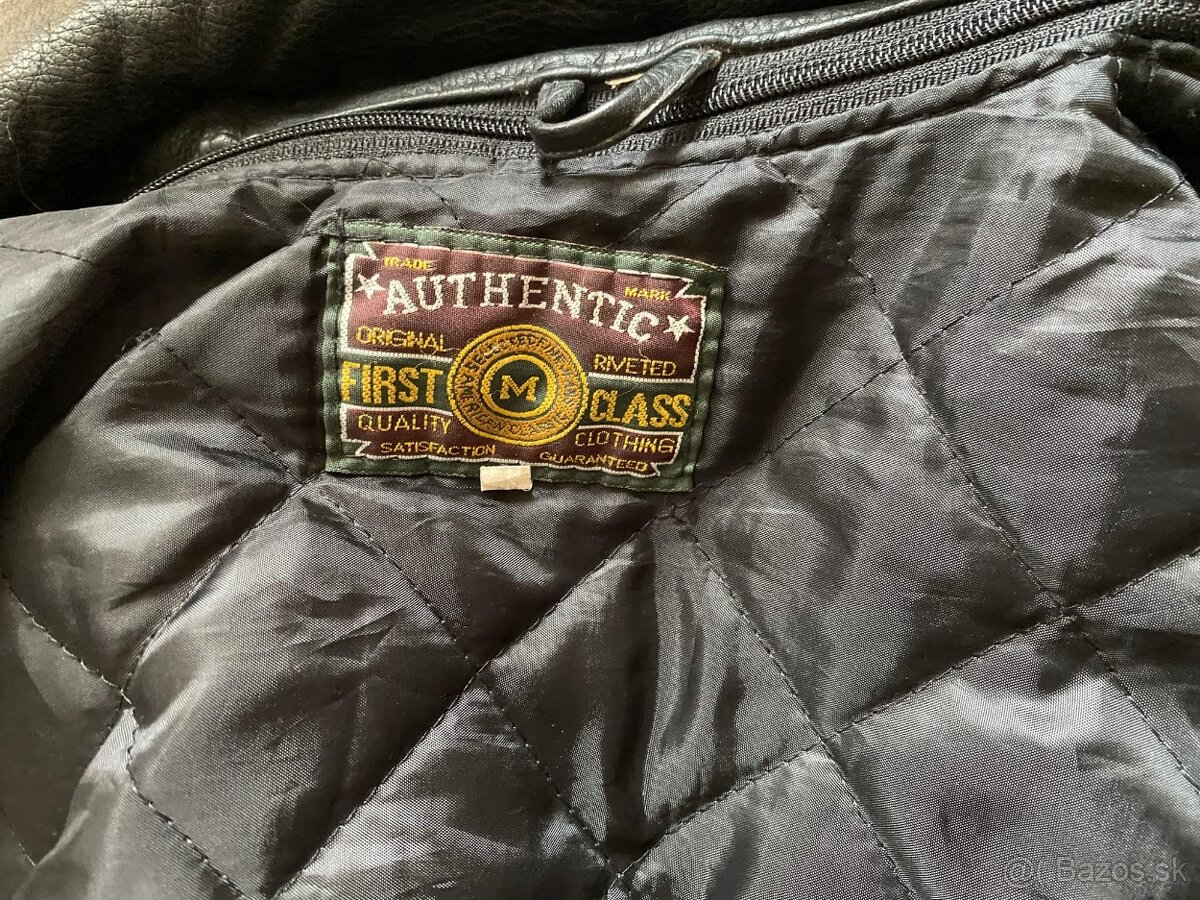 TRADE MARK
AUTHENTIC
ORIGINAL RIVETED
FIRST M CLASS
QUALITY CLOTHING
SATISFACTION GUARANTEED
@ Bazos.sk